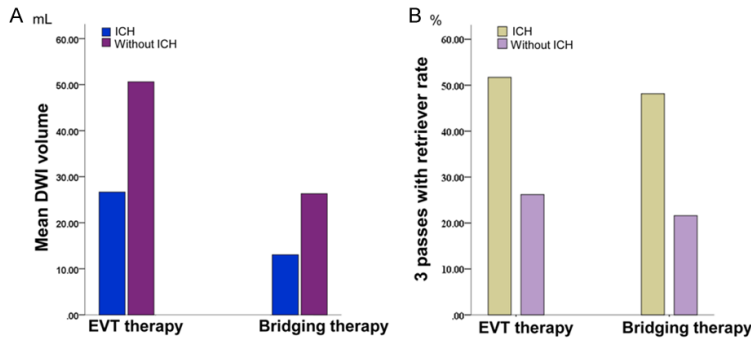 A
mL
ICH
Without ICH
60.00
50.00
40.00
30.00
20.00
10.00
.00
Mean DWI volume
EVT therapy
Bridging therapy
B
%
ICH
Without ICH
60.00
50.00
40.00
30.00
20.00
10.00
.00
3 passes with retriever rate
EVT therapy
Bridging therapy